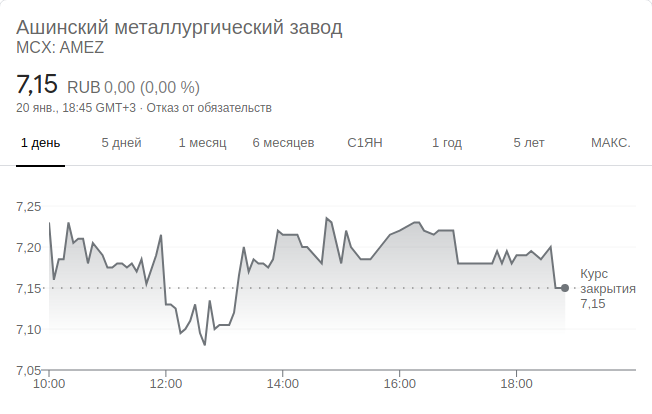 Ашинский металлургический завод
MCX: AMEZ
7,15 RUB 0,00 (0,00 %)
20 янв., 18:45 GMT+3 · Отказ от обязательств
1 день 5 дней 1 месяц 6 месяцев С1ЯН 1 год 5 лет МАКС.
7,25
7,20
7,15
7,10
7,05
Курс
закрытия
7,15
10:00 12:00 14:00 16:00 18:00